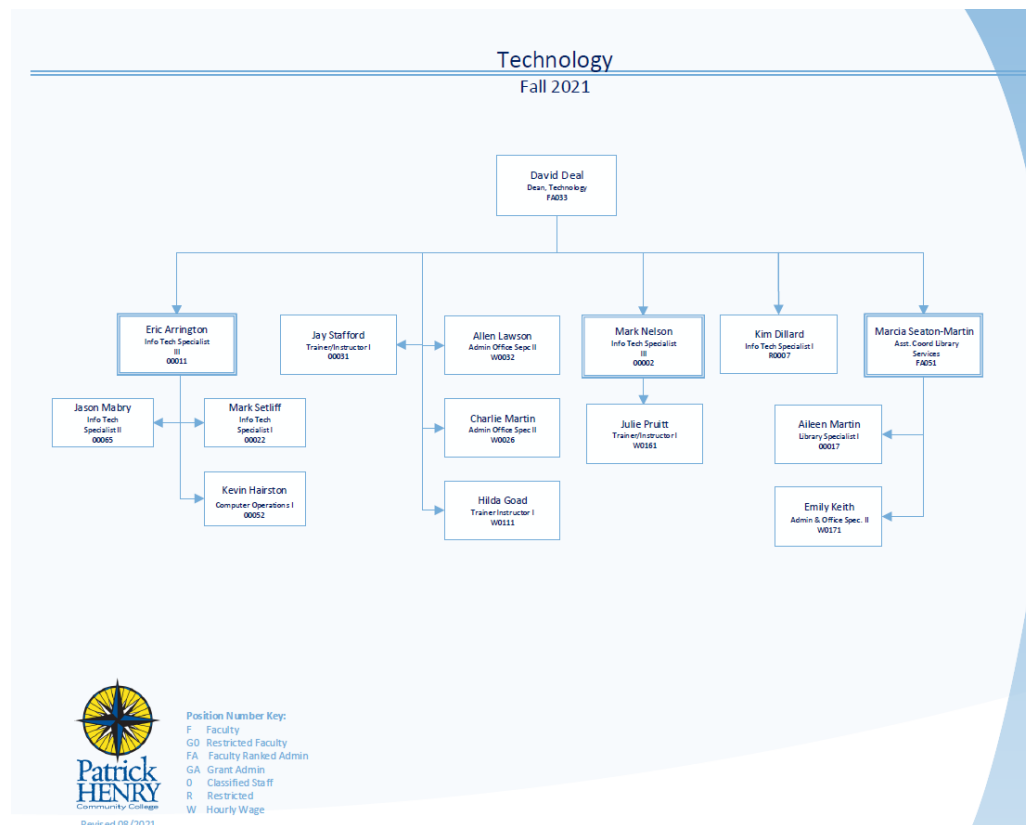 Technology
Fall 2021
David Deal
Dean, Technology
FA033
Eric Arrington
Info Tech Specialist
III
00011
Jay Stafford
Trainer/Instructor I
00031
Allen Lawson
Admin Office Sepc II
W0032
Mark Nelson
Info Tech Specialist
III
00002
Kim Dillard
Info Tech Specialist I
R0007
Marcia Seaton-Martin
Asst. Coord Library
Services
FA051
Jason Mabry
Info Tech
Specialist II
00065
Mark Setliff
Info Tech
Specialist I
00022
Charlie Martin
Admin Office Spec II
W0026
Julie Pruitt
Trainer/Instructor I
W0161
Aileen Martin
Library Specialist I
00017
Kevin Hairston
Computer Operations I
00052
Hilda Goad
Trainer Instructor I
W0111
Emily Keith
Admin & Office Spec. II
W0171
Patrick
HENRY
Community College
Revised 08/2021
Position Number Key:
F Faculty
G0 Restricted Faculty
FA Faculty Ranked Admin
GA Grant Admin
0 Classified Staff
R Restricted
W Hourly Wage